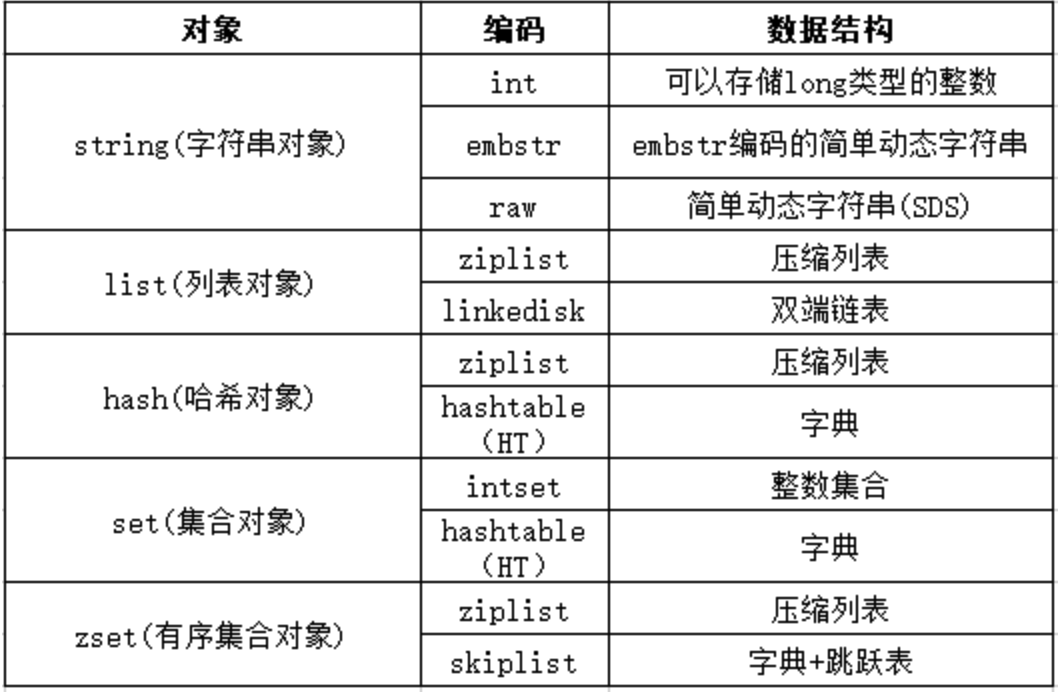 对象 编码 数据结构
string(字符串对象) int 可以存储long类型的整数
embstr embstr编码的简单动态字符串
raw 简单动态字符串(SDS)
list(列表对象) ziplist 压缩列表
linkedisk 双端链表
hash(哈希对象) ziplist 压缩列表
hashtable
（HT） 字典
set(集合对象) intset 整数集合
hashtable
（HT） 字典
zset(有序集合对象) ziplist 压缩列表
skiplist 字典+跳跃表